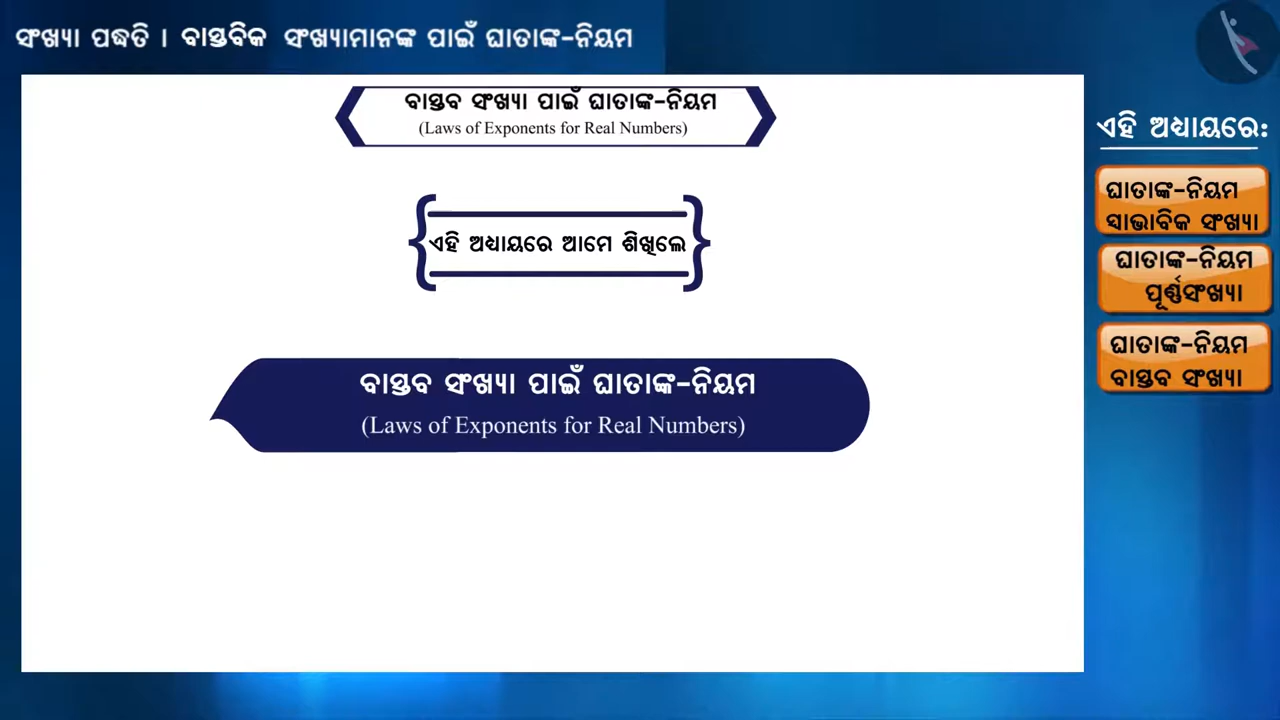 ସଂଖ୍ୟା ପଦ୍ଧତି । ବାସ୍ତବିକ ସଂଖ୍ୟାମାନଙ୍କ ପାଇଁ ଘାତାଙ୍କ-ନିୟମ
ବାସ୍ତବ ସଂଖ୍ୟା ପାଇଁ ଘାତାଙ୍କ-ନିୟମ
(Laws of Exponents for Real Numbers)
ଏହି ଅଧ୍ୟାୟରେ ଆମେ ଶିଖିଲେ
ବାସ୍ତବ ସଂଖ୍ୟା ପାଇଁ ଘାତାଙ୍କ-ନିୟମ
(Laws of Exponents for Real Numbers)
ଏହି ଅଧ୍ୟାୟରେ:
ଘାତାଙ୍କ-ନିୟମ
ସାଭାବିକ ସଂଖ୍ୟା
ଘାତାଙ୍କ-ନିୟମ
ପୂର୍ଣ୍ଣସଂଖ୍ୟା
ଘାତାଙ୍କ-ନିୟମ
ବାସ୍ତବ ସଂଖ୍ୟା